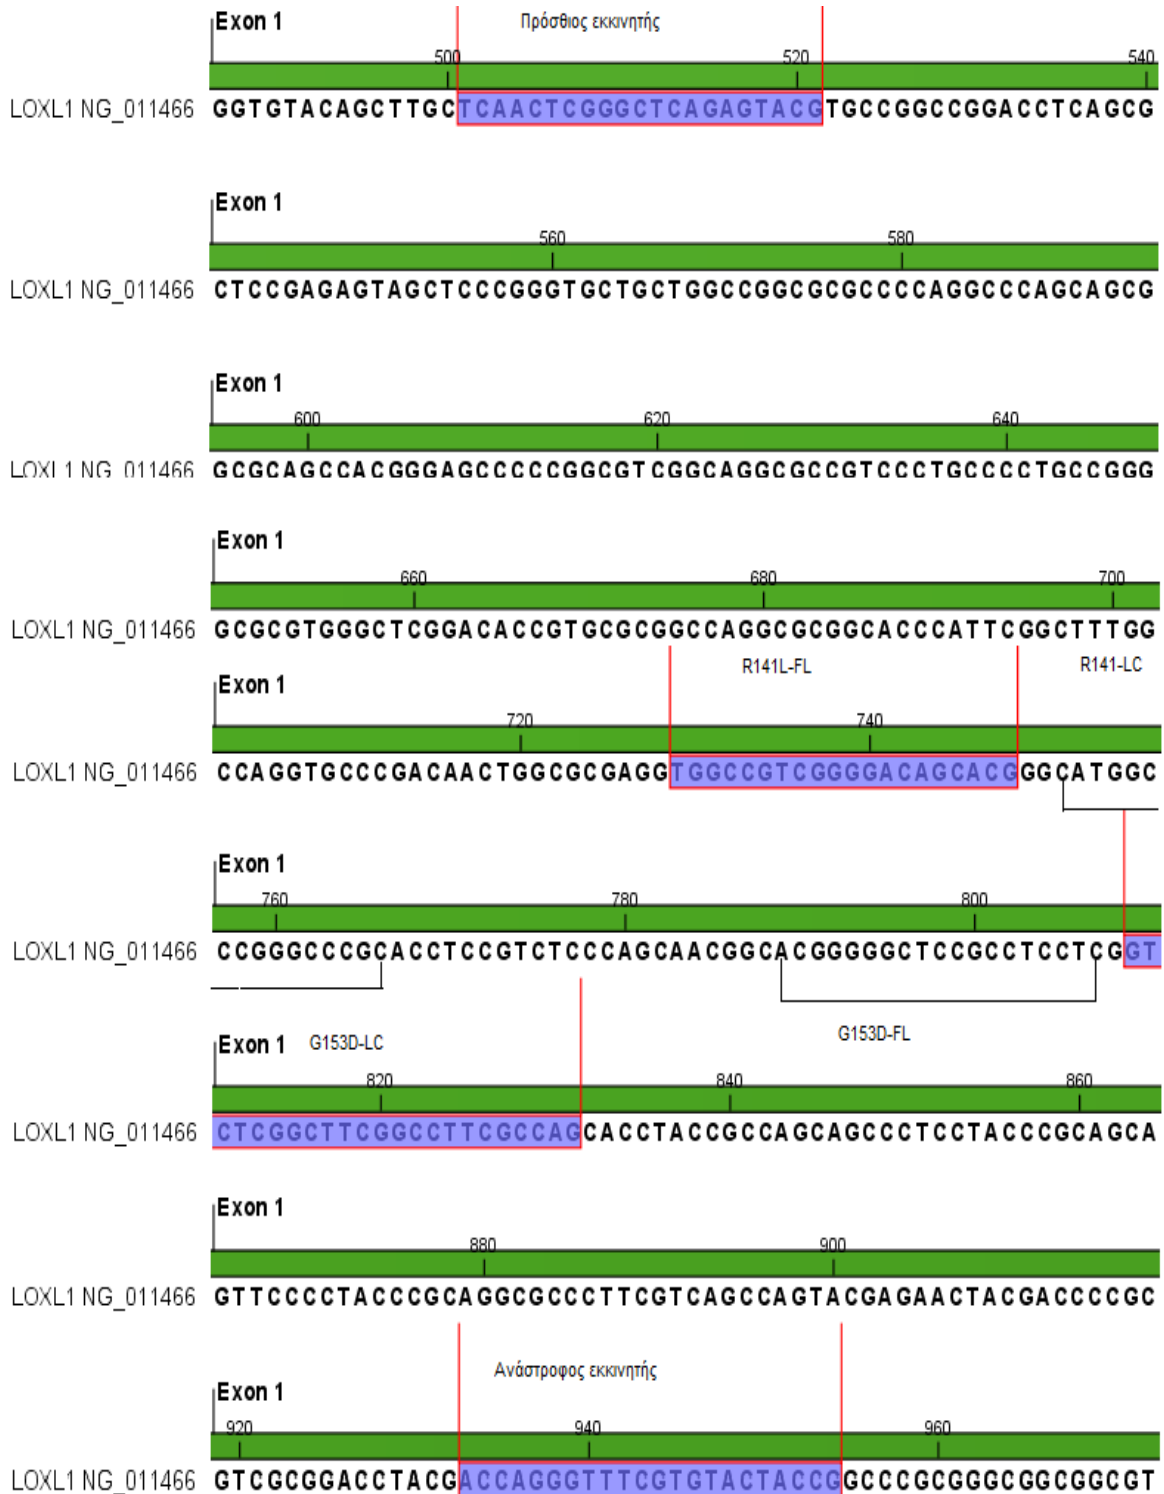 Exon 1 Πρόσθιος εκκινητής
500 520 540
LOXL1 NG_011466 GGTGTACAGCTTGCTCAACTCGGGCTCAGAGTACGTGCCGGCCGGACCTCAGCG
Exon 1
560 580
LOXL1 NG_011466 CTCCGAGAGTAGCTCCCGGGTGCTGCTGGCCGGCGCGCCCCAGGCCCAGCAGCG
Exon 1
600 620 640
LOXL1 NG_011466 GCGCAGCCACGGGAGCCCCCGGCGTCGGCAGGCGCCGTCCCTGCCCCTGCCGGG
Exon 1
660 680 700
LOXL1 NG_011466 GCGCGTGGGCTCGGACACCGTGCGCGGCCAGGCGCGGCACCCATTCGGCTTTGG
R141L-FL R141-LC
Exon 1
720 740
LOXL1 NG_011466 CCAGGTGCCCGACAACTGGCGCGAGGTGGCCGTCGGGGACAGCACGGGCATGGC
Exon 1
760 780 800
LOXL1 NG_011466 CCGGGCCCGCACCTCCGTCTCCCAGCAACGGCACGGGGGCTCCGCCTCCTCGGT
Exon 1 G153D-LC G153D-FL
820 840 860
LOXL1 NG_011466 CTCGGCTTCGGCCTTCGCCAGCACCTACCGCCAGCAGCCCTCCTACCCGCAGCA
Exon 1
880 900
LOXL1 NG_011466 GTTCCCCTACCCGCAGGCGCCCTTCGTCAGCCAGTACGAGAACTACGACCCCGC
Ανάστροφος εκκινητής
Exon 1
920 940 960
LOXL1 NG_011466 GTCGCGGACCTACGACCAGGGTTTCGTGTACTACCGGCCCGCGGGCGGCGGCGT